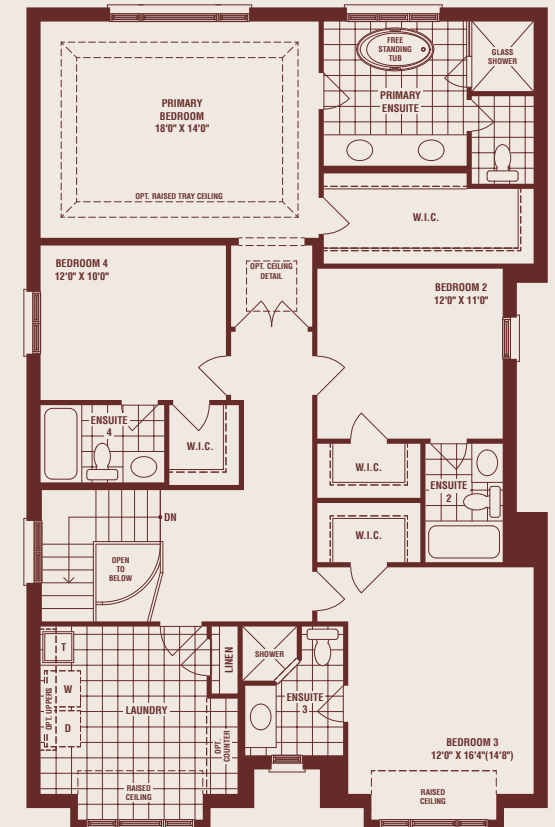 FREE
STANDING
TUB
GLASS
SHOWER
PRIMARY
BEDROOM
18'0" X 14'0"
PRIMARY
ENSUITE
OPT. RAISED TRAY CEILING
W.I.C.
BEDROOM 4
12'0" X 10'0"
OPT. CEILING
DETAIL
BEDROOM 2
12'0" X 11'0"
ENSUITE
4
W.I.C.
W.I.C.
ENSUITE
2
DN
W.I.C.
OPEN
TO
BELOW
T
LINEN
SHOWER
W
OPT. UPPERS
D
LAUNDRY
ENSUITE
3
OPT.
COUNTER
BEDROOM 3
12'0" X 16'4"(14'8")
RAISED
CEILING
RAISED
CEILING